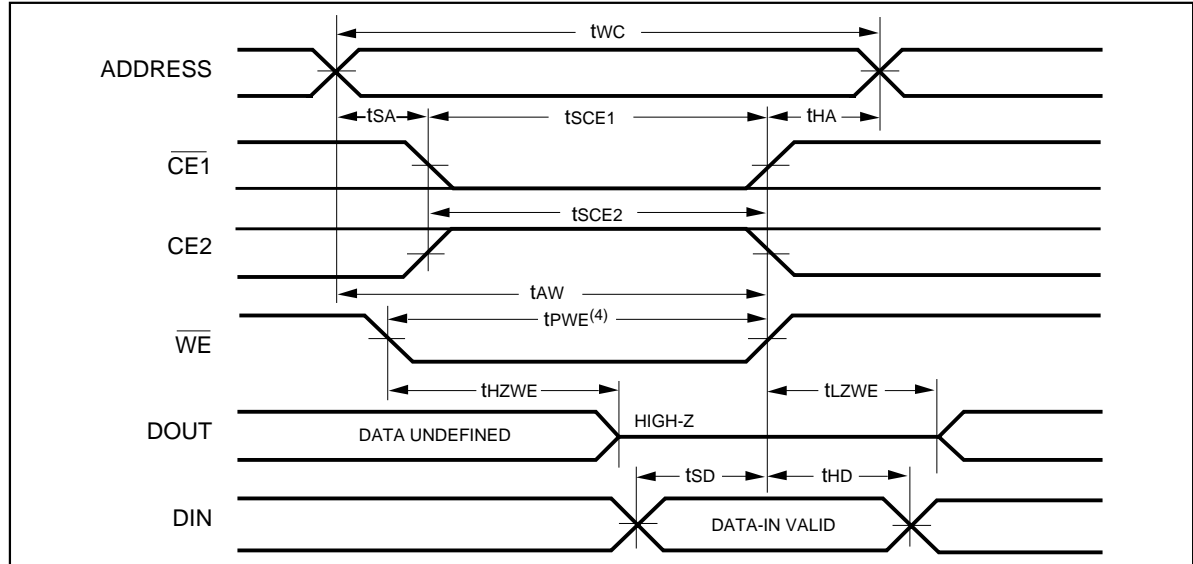 tWC
ADDRESS
tSA
tSCE1
tHA
CE1
tSCE2
CE2
tAW
tPWE(4)
WE
tHZWE
tLZWE
DOUT
DATA UNDEFINED
HIGH-Z
tSD
tHD
DIN
DATA-IN VALID